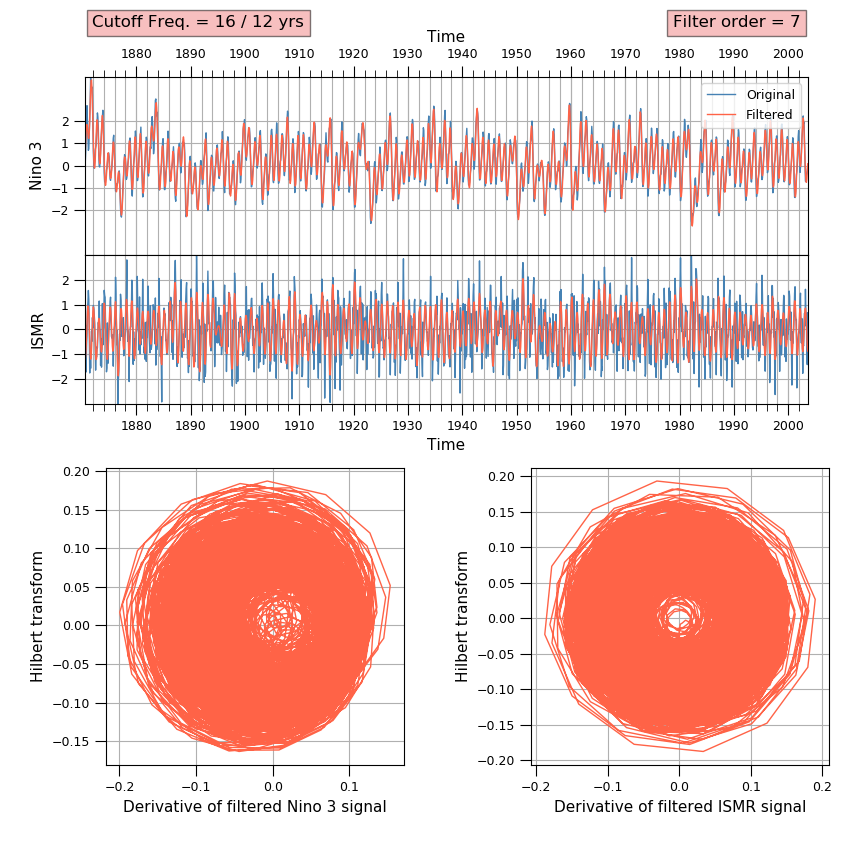 Cutoff Freq. = 16 / 12 yrs
Filter order = 7
Time
1880 1890 1900 1910 1920 1930 1940 1950 1960 1970 1980 1990 2000
Original
Filtered
Nino 3
2
1
0
−1
−2
ISMR
2
1
0
−1
−2
1880 1890 1900 1910 1920 1930 1940 1950 1960 1970 1980 1990 2000
Time
Hilbert transform
0.20
0.15
0.10
0.05
0.00
−0.05
−0.10
−0.15
−0.2 −0.1 0.0 0.1
Derivative of filtered Nino 3 signal
Hilbert transform
0.20
0.15
0.10
0.05
0.00
−0.05
−0.10
−0.15
−0.20
−0.2 −0.1 0.0 0.1 0.2
Derivative of filtered ISMR signal